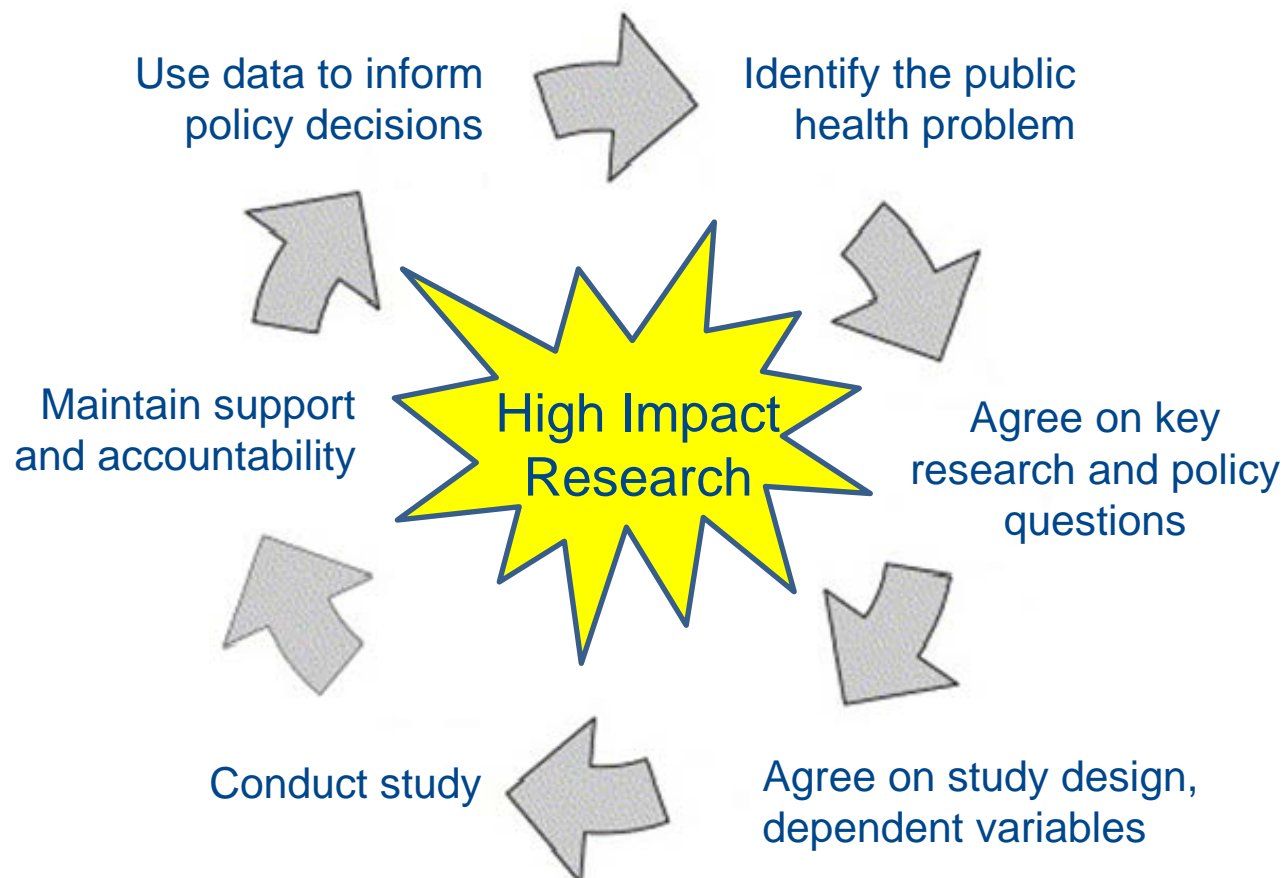 Use data to inform
policy decisions
Identify the public
health problem
Agree on key
research and policy
questions
Agree on study design,
dependent variables
Conduct study
Maintain support
and accountability
High Impact
Research